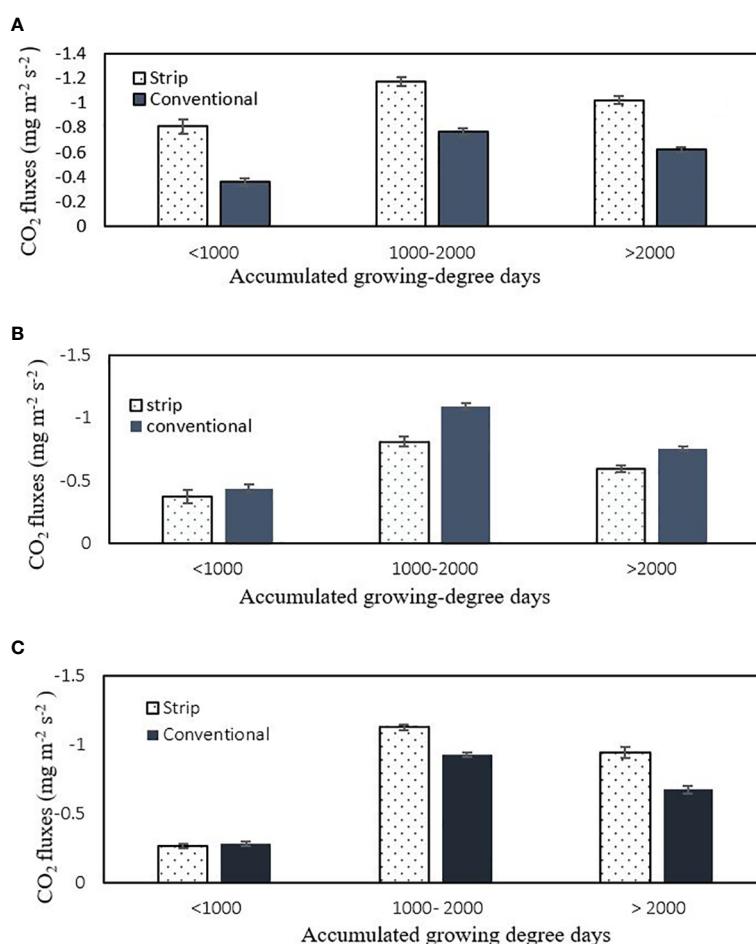 A
CO2 fluxes (mg m-2 s-2)
-1.4
-1.2
-1
-0.8
-0.6
-0.4
-0.2
0
Strip
Conventional
<1000 1000-2000 >2000
Accumulated growing-degree days
B
CO2 fluxes (mg m-2 s-2 )
-1.5
-1
-0.5
0
strip
conventional
<1000 1000-2000 >2000
Accumulated growing-degree days
C
CO2 fluxes (mg m-2 s-2 )
-1.5
-1
-0.5
0
Strip
Conventional
<1000 1000- 2000 > 2000
Accumulated growing degree days